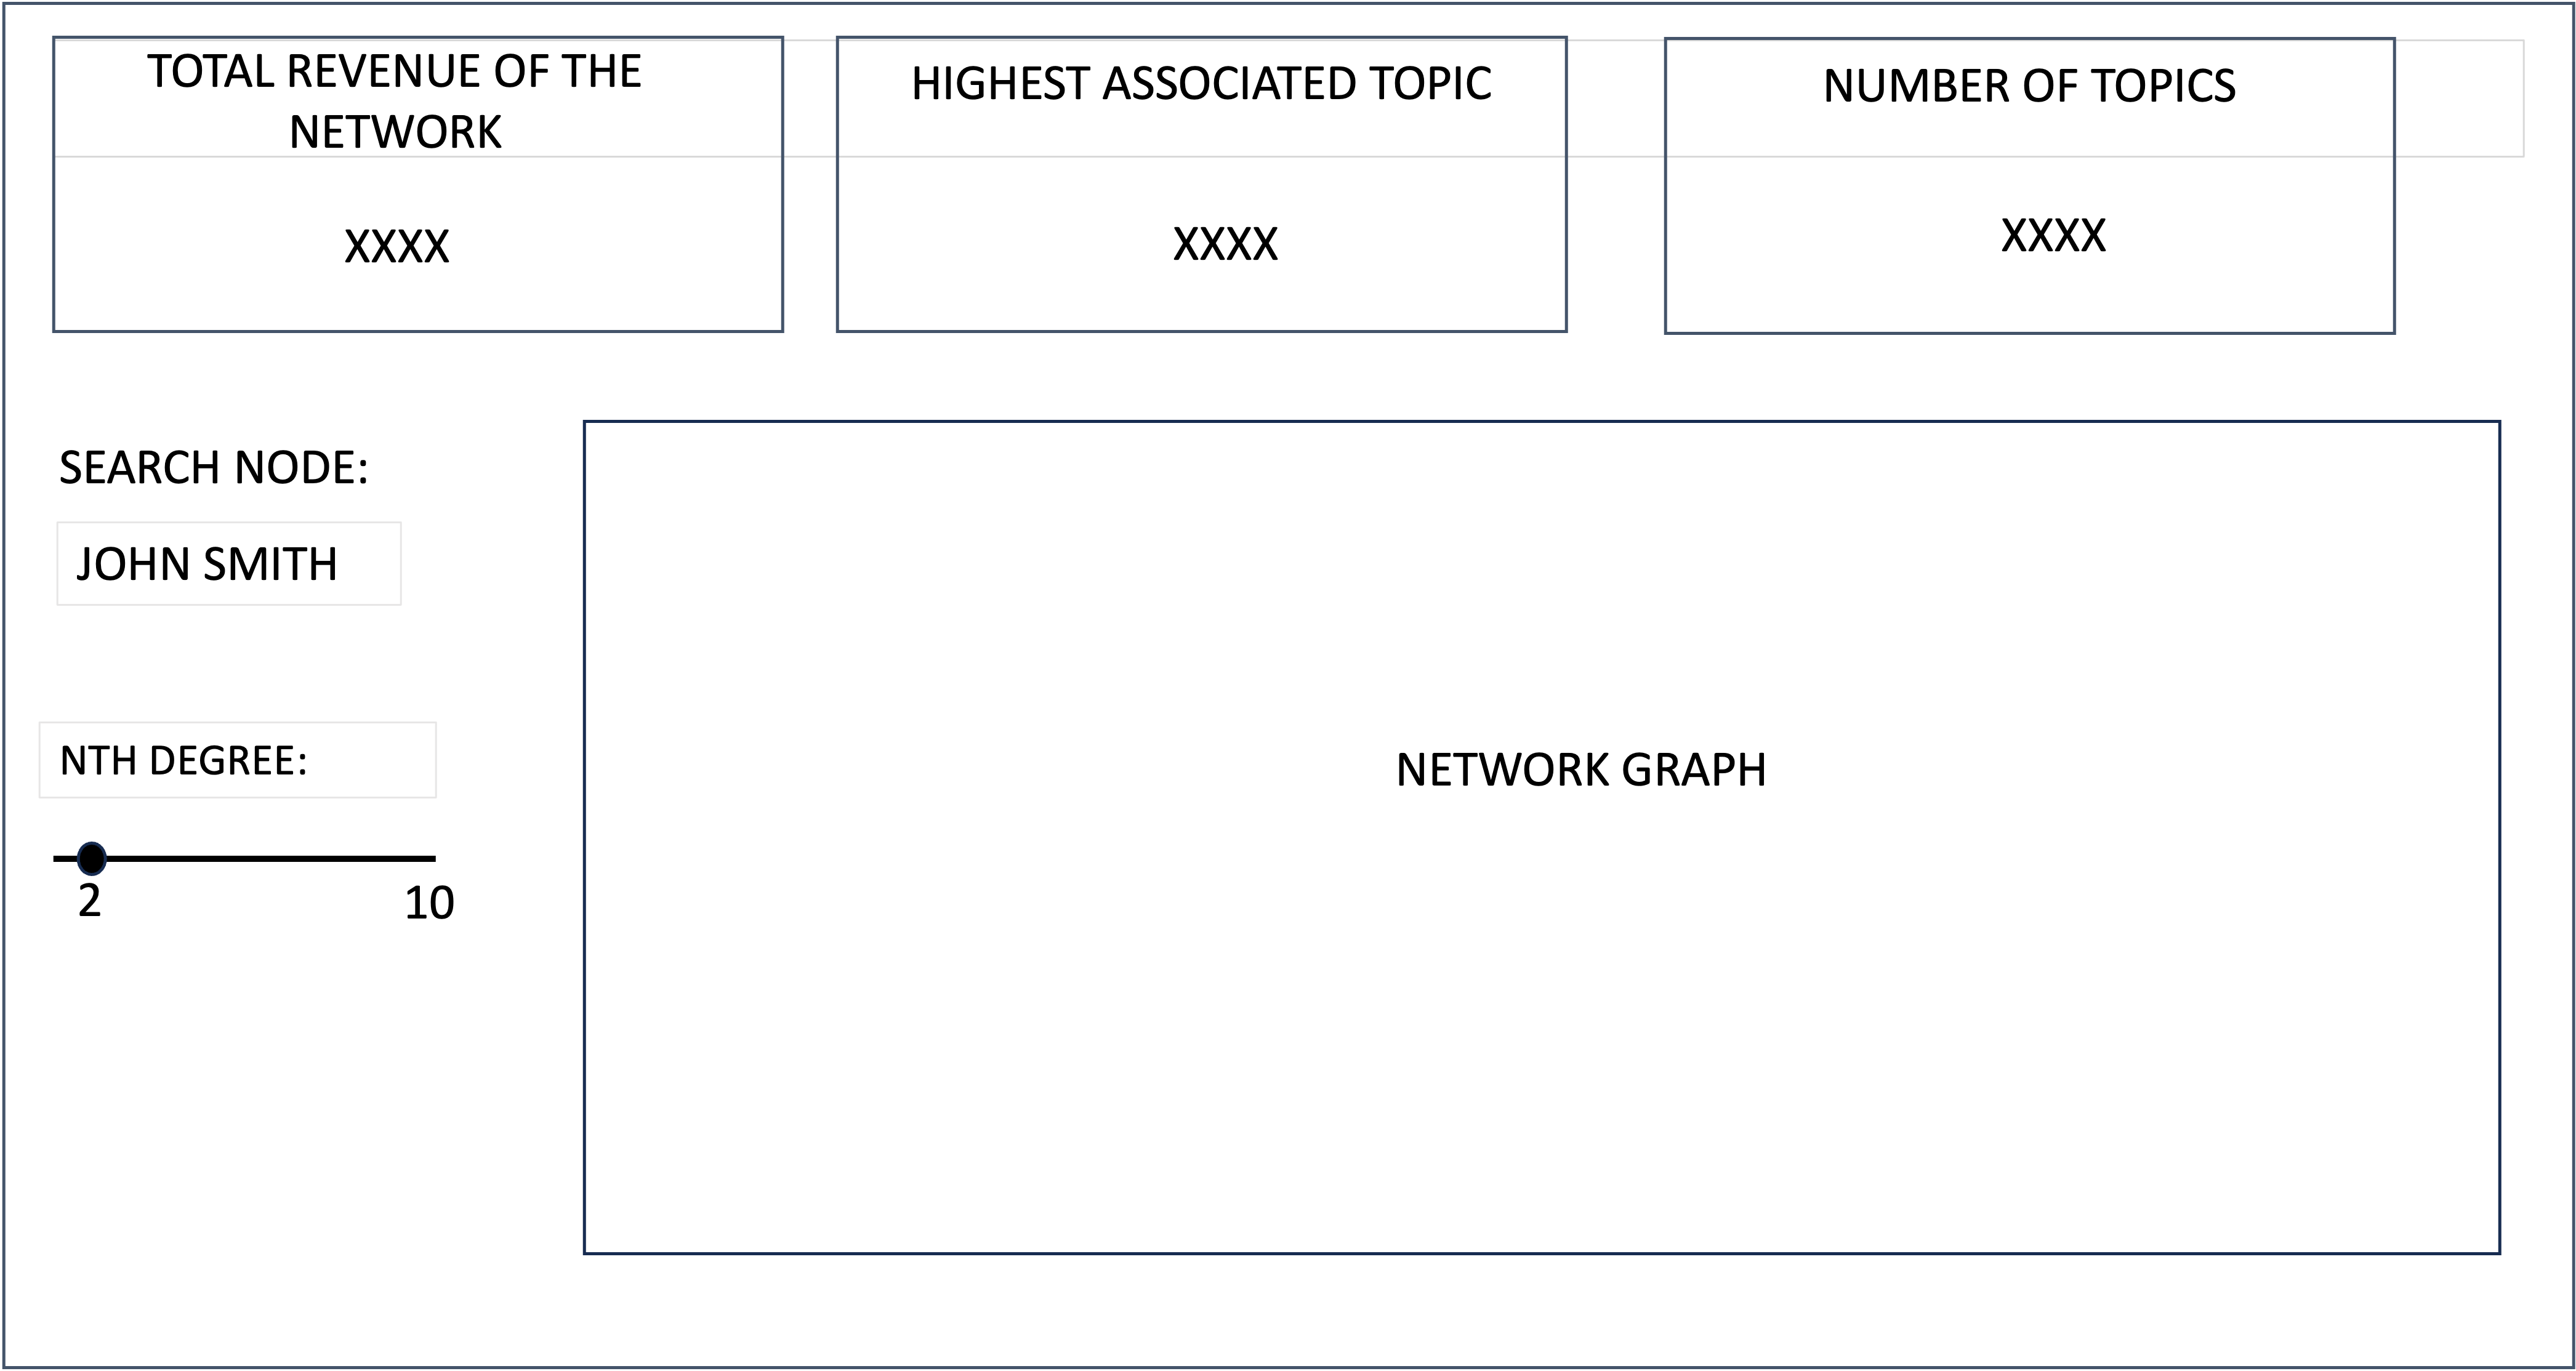 TOTAL REVENUE OF THE
NETWORK
XXXX
HIGHEST ASSOCIATED TOPIC
XXXX
NUMBER OF TOPICS
XXXX
SEARCH NODE:
JOHN SMITH
NTH DEGREE:
2
10
NETWORK GRAPH